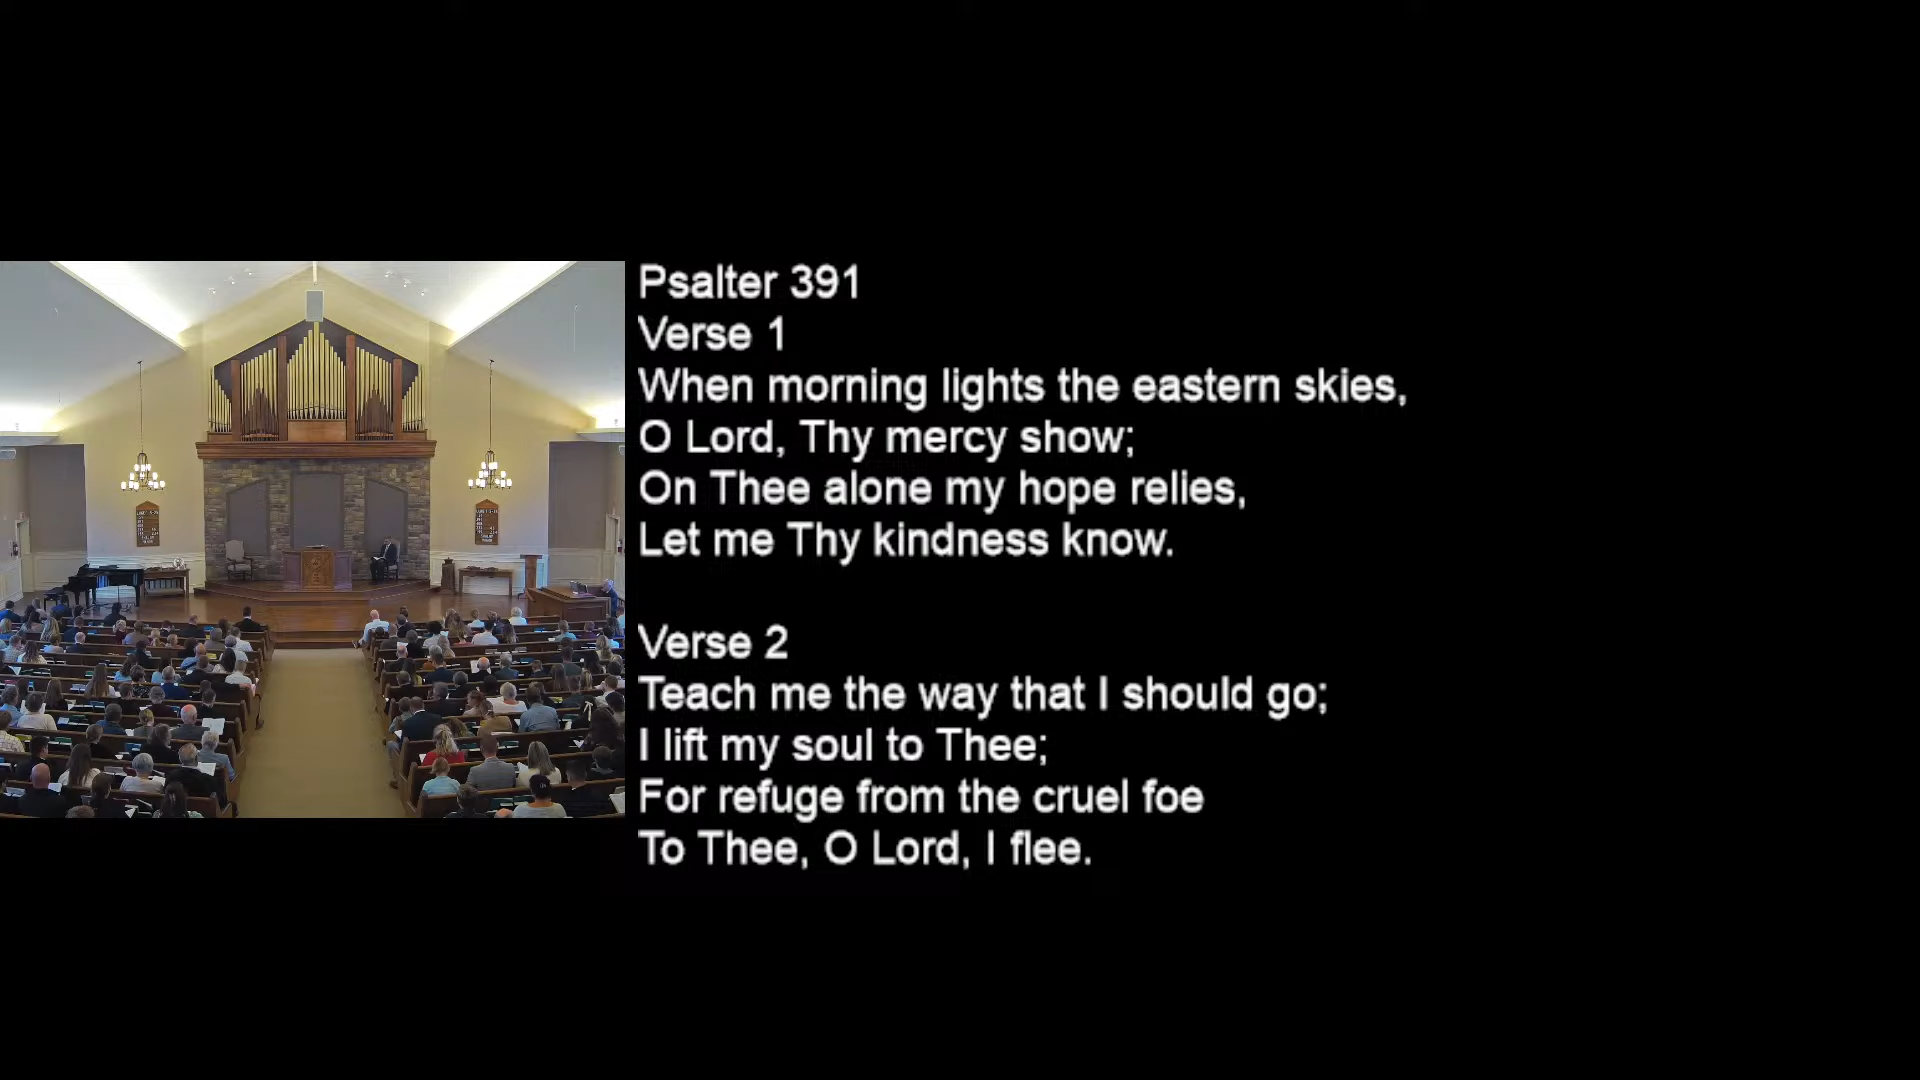 Psalter 391
Verse 1
When morning lights the eastern skies,
O Lord, Thy mercy show;
On Thee alone my hope relies,
Let me Thy kindness know.
Verse 2
Teach me the way that I should go;
I lift my soul to Thee;
For refuge from the cruel foe
To Thee, O Lord, I flee.